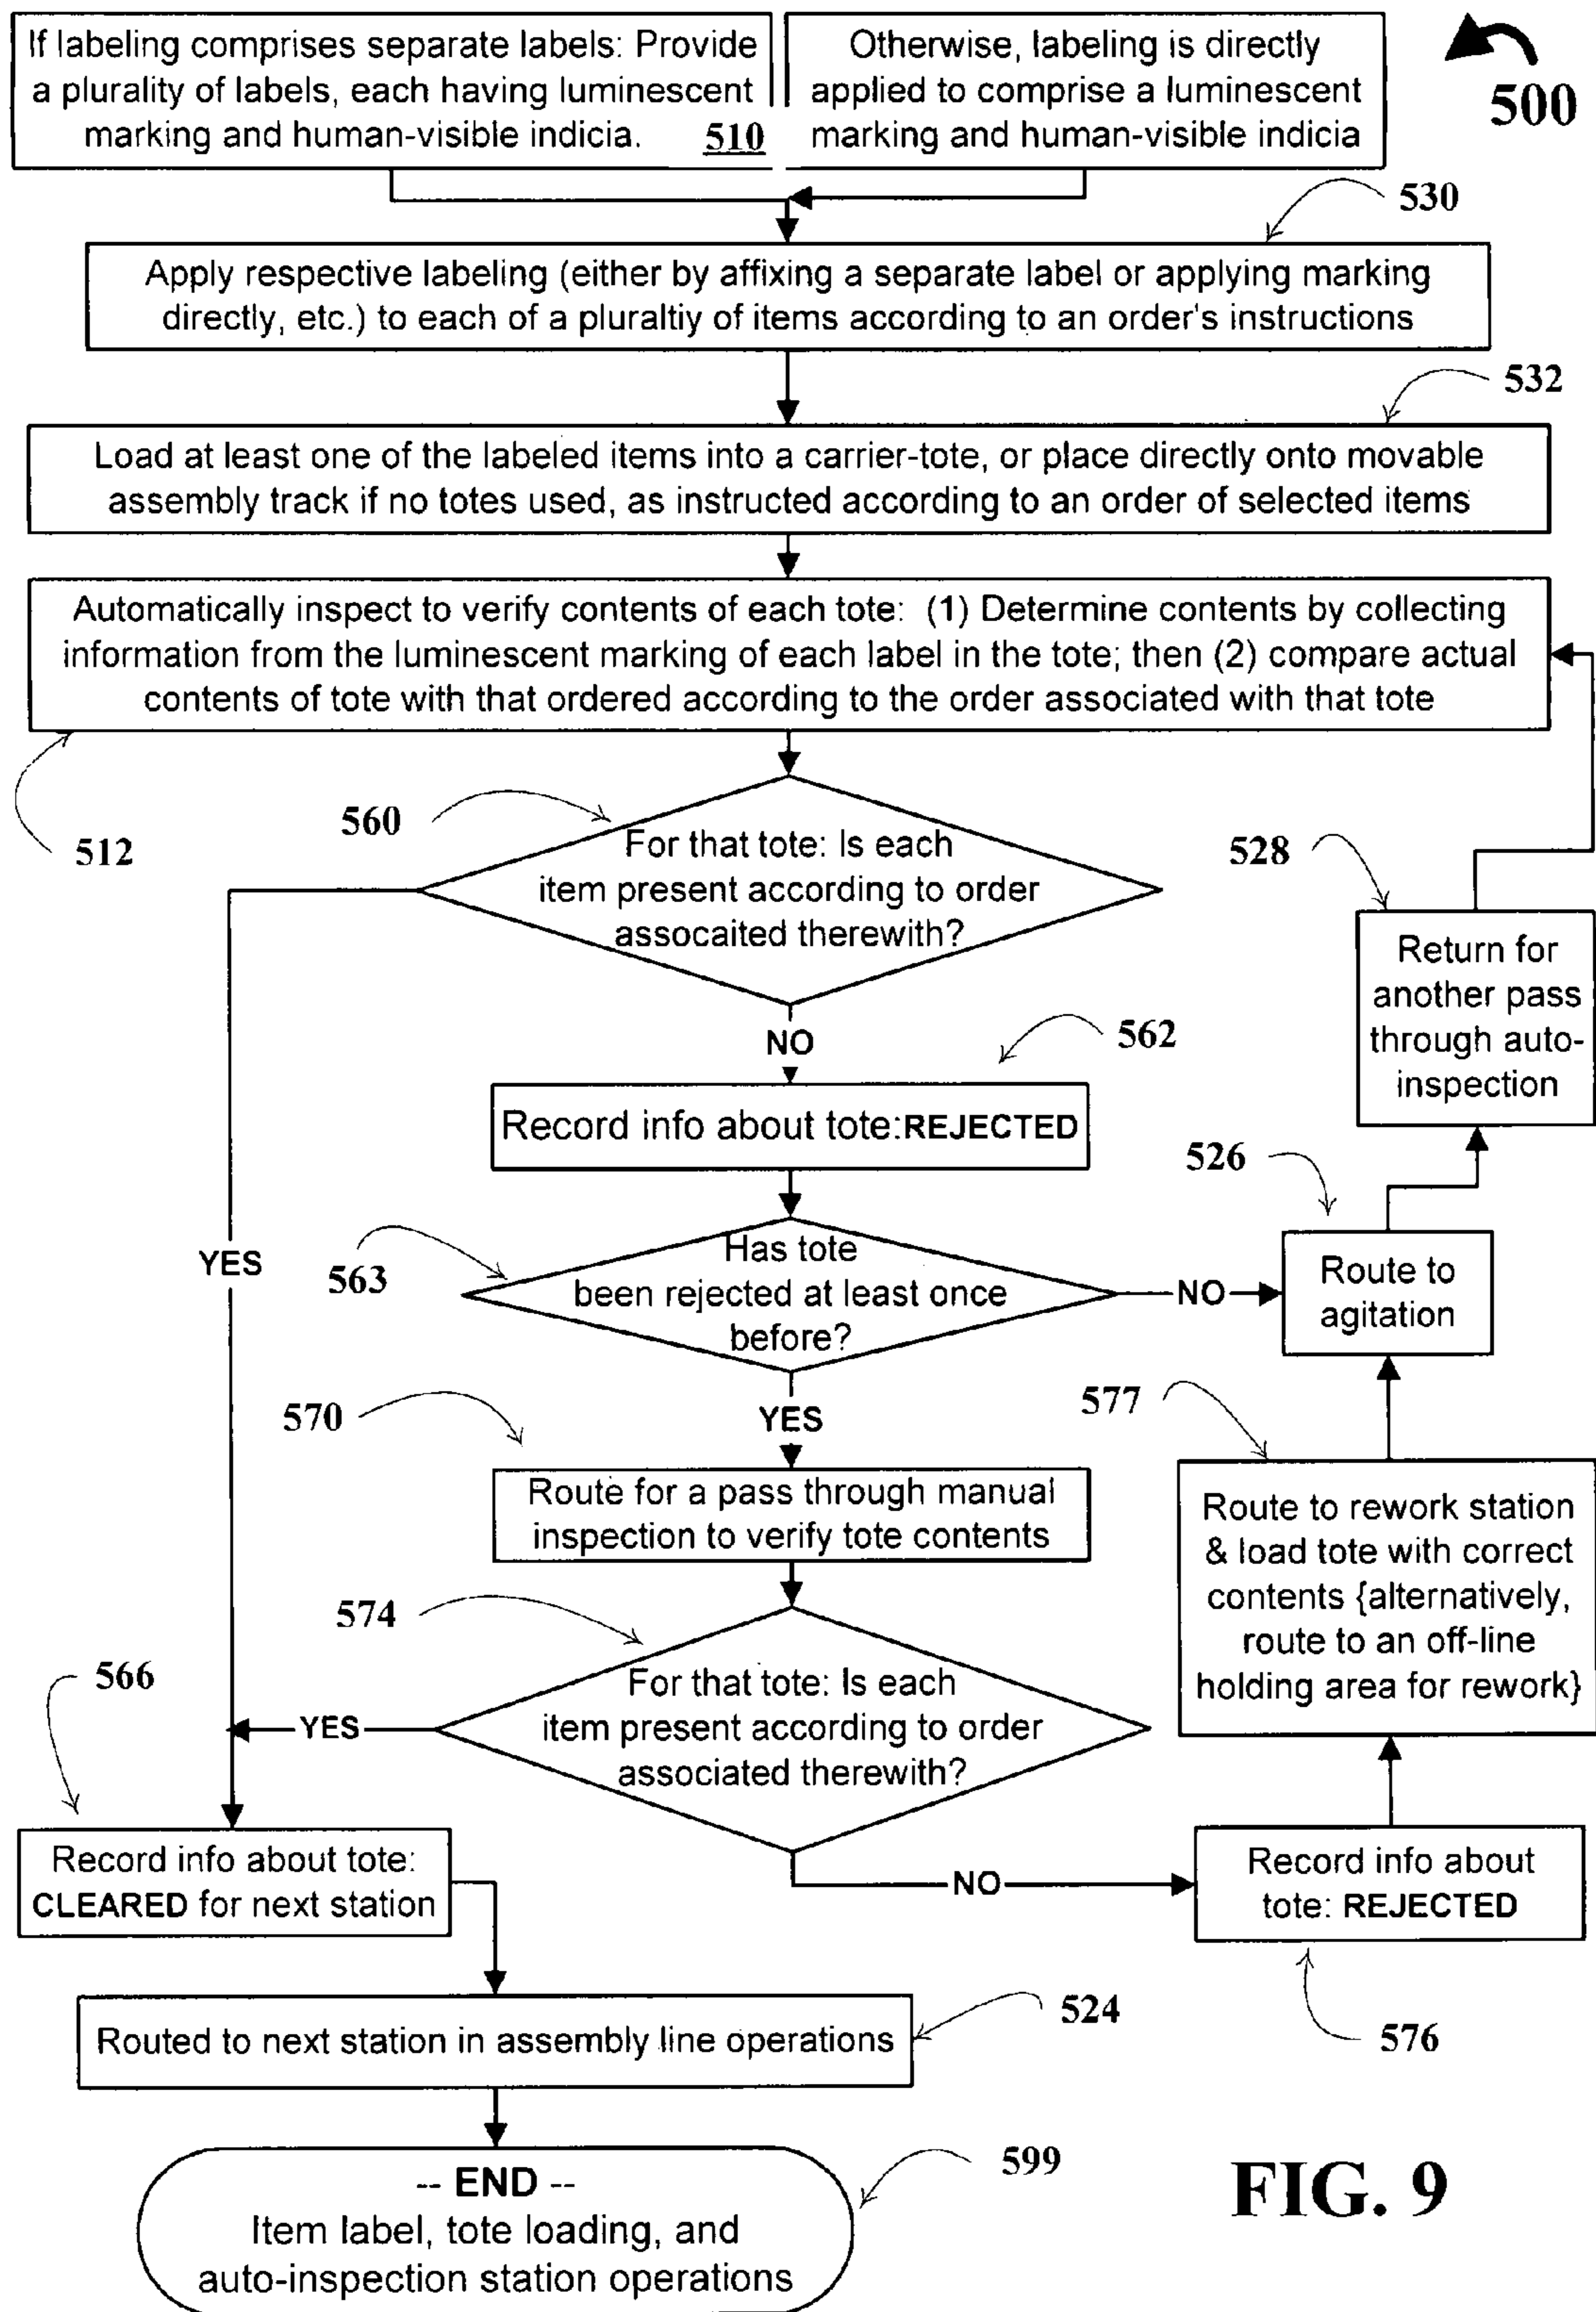 If labeling comprises separate labels: Provide
a plurality of labels, each having luminescent
marking and human-visible indicia. 510
Otherwise, labeling is directly
applied to comprise a luminescent
marking and human-visible indicia
500
530
Apply respective labeling (either by affixing a separate label or applying marking
directly, etc.) to each of a pluraltiy of items according to an order's instructions
532
Load at least one of the labeled items into a carrier-tote, or place directly onto movable
assembly track if no totes used, as instructed according to an order of selected items
Automatically inspect to verify contents of each tote: (1) Determine contents by collecting
information from the luminescent marking of each label in the tote; then (2) compare actual
contents of tote with that ordered according to the order associated with that tote
512
560
For that tote: Is each
item present according to order
assocaited therewith?
528
Return for
another pass
through auto-
inspection
NO
562
Record info about tote:REJECTED
526
YES
563
Has tote
been rejected at least once
before?
NO
Route to
agitation
570
YES
577
Route for a pass through manual
inspection to verify tote contents
Route to rework station
& load tote with correct
contents {alternatively,
route to an off-line
holding area for rework}
574
566
For that tote: Is each
item present according to order
associated therewith?
YES
Record info about tote:
CLEARED for next station
NO
Record info about
tote: REJECTED
524
576
Routed to next station in assembly line operations
-- END --
Item label, tote loading, and
auto-inspection station operations
599
FIG. 9